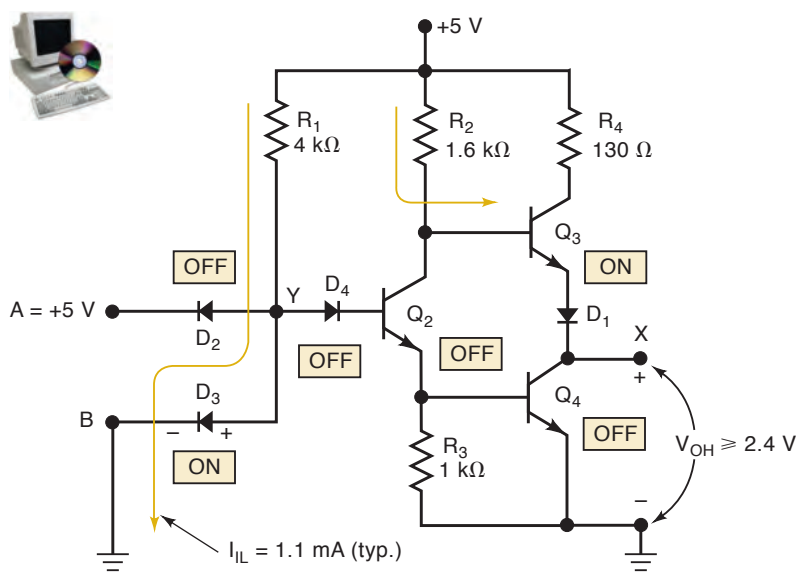 +5 V
R1
4 kΩ
R2
1.6 kΩ
R4
130 Ω
Q3
OFF
ON
Y
D4
A = +5 V
D2
Q2
D1
X
OFF
OFF
+
D3
B
Q4
− +
OFF
VOH ⩾ 2.4 V
ON
R3
1 kΩ
−
IIL = 1.1 mA (typ.)